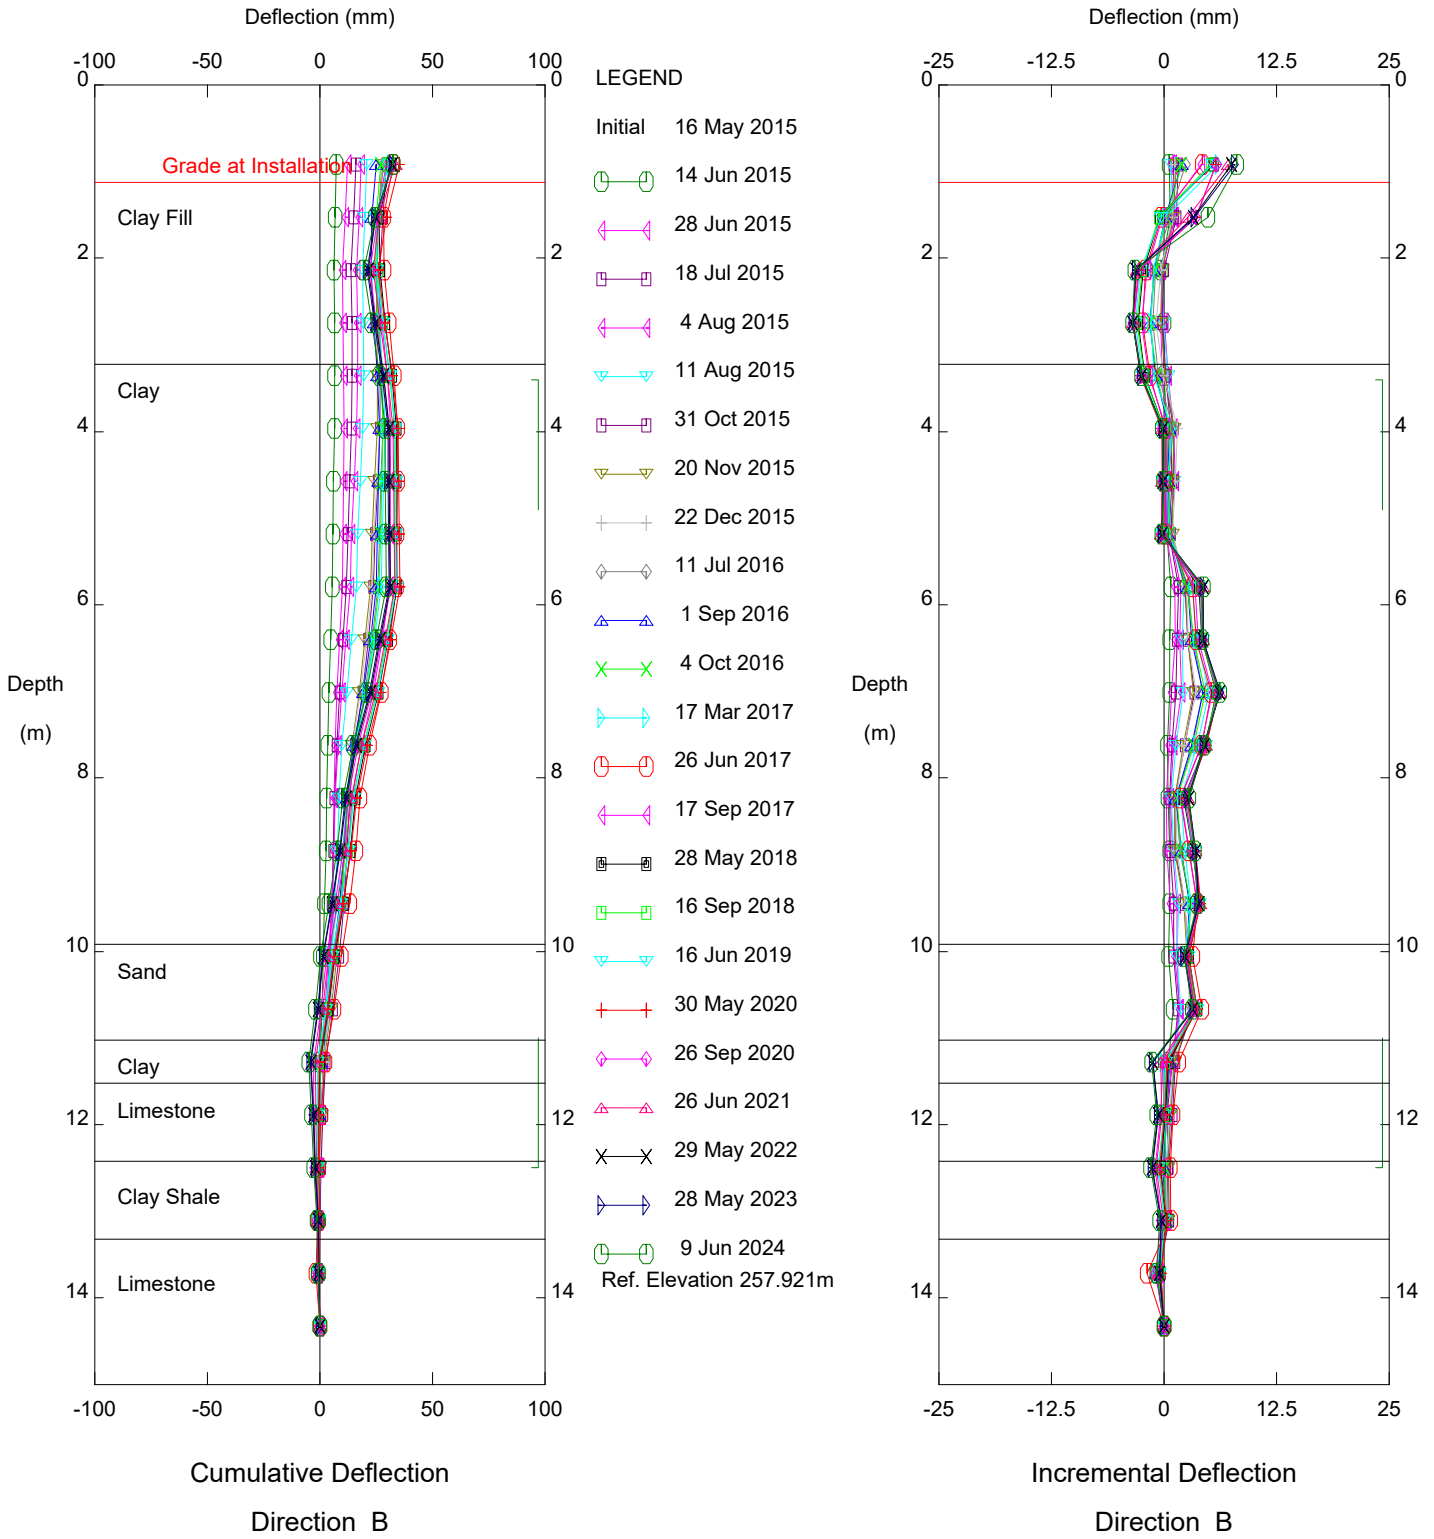 Deflection (mm)
-100 -50 0 50 100
0 0
Grade at Installation
Clay Fill
2 2
Clay
4 4
6 6
Depth
(m)
8 8
10 10
Sand
Clay
12 12
Limestone
Clay Shale
Limestone
14 14
-100 -50 0 50 100
Cumulative Deflection
Direction B
LEGEND
Initial 16 May 2015
14 Jun 2015
28 Jun 2015
18 Jul 2015
4 Aug 2015
11 Aug 2015
31 Oct 2015
20 Nov 2015
22 Dec 2015
11 Jul 2016
1 Sep 2016
4 Oct 2016
17 Mar 2017
26 Jun 2017
17 Sep 2017
28 May 2018
16 Sep 2018
16 Jun 2019
30 May 2020
26 Sep 2020
26 Jun 2021
29 May 2022
28 May 2023
9 Jun 2024
Ref. Elevation 257.921m
Deflection (mm)
-25 -12.5 0 12.5 25
0 0
2 2
4 4
6 6
Depth
(m)
8 8
10 10
12 12
14 14
-25 -12.5 0 12.5 25
Incremental Deflection
Direction B